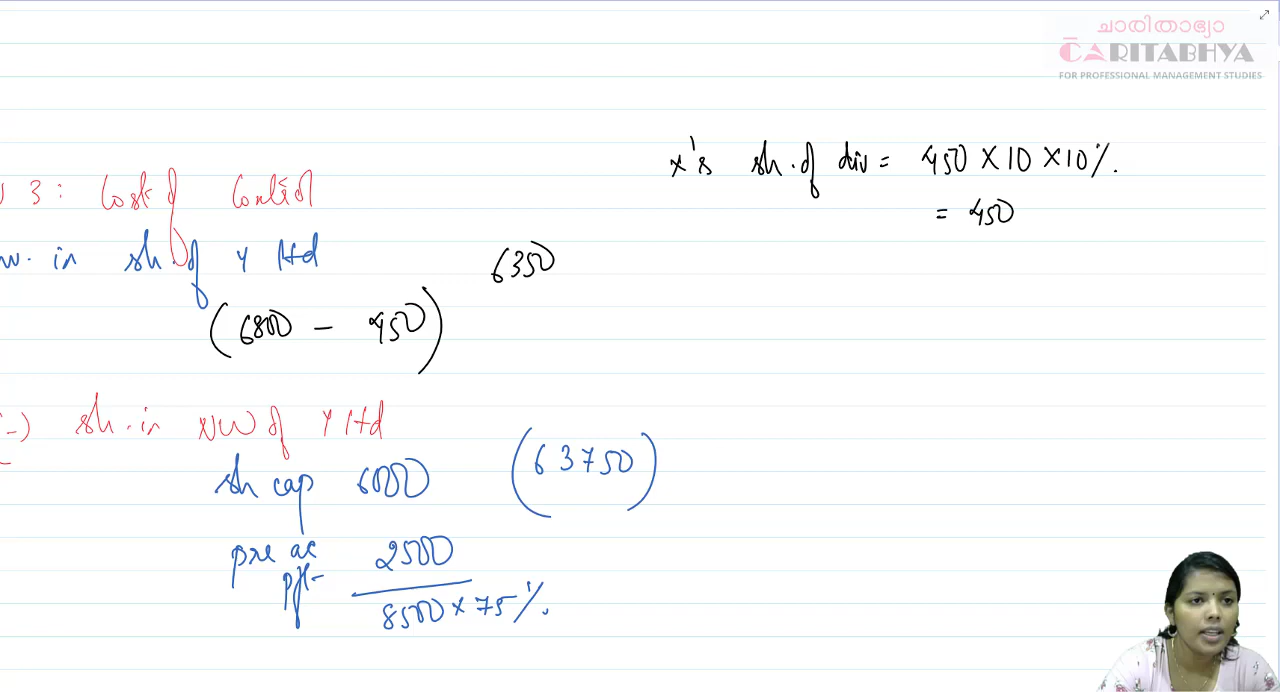 ചാരിതാഭ്യാ
CARITABHYA
FOR PROFESSIONAL MANAGEMENT STUDIES
x's sh. of div = 450 × 10 × 10%.
= 450
3: Cost of Control
in sh. of Y ltd 6350
(6800 - 450)
(-) sh. in NW of Y ltd
sh cap 6000 (63750)
pre ac 2500
pft-
8500 × 75%.